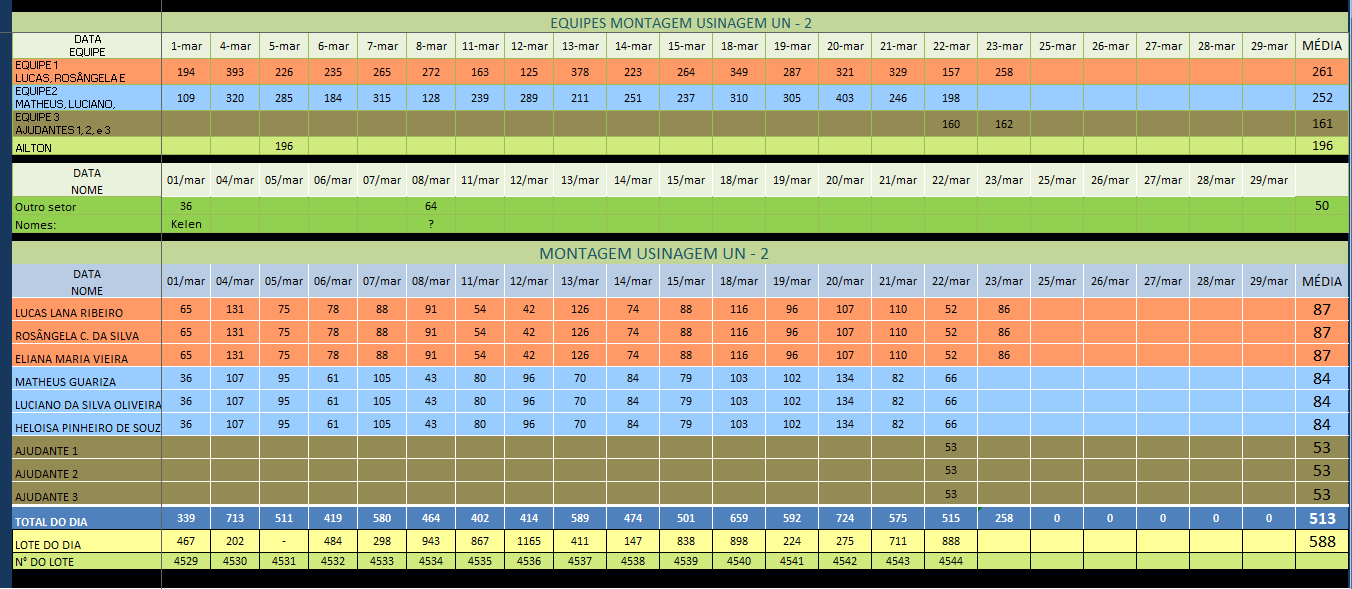 EQUIPES MONTAGEM USINAGEM UN - 2
DATA
EQUIPE
1-mar 4-mar 5-mar 6-mar 7-mar 8-mar 11-mar 12-mar 13-mar 14-mar 15-mar 18-mar 19-mar 20-mar 21-mar 22-mar 23-mar 25-mar 26-mar 27-mar 28-mar 29-mar MÉDIA
EQUIPE 1
LUCAS, ROSÂNGELA E
194 393 226 235 265 272 163 125 378 223 264 349 287 321 329 157 258 261
EQUIPE2
MATHEUS, LUCIANO,
109 320 285 184 315 128 239 289 211 251 237 310 305 403 246 198 252
EQUIPE 3
AJUDANTES 1, 2, e 3
160 162 161
AILTON 196 196
DATA
NOME
01/mar 04/mar 05/mar 06/mar 07/mar 08/mar 11/mar 12/mar 13/mar 14/mar 15/mar 18/mar 19/mar 20/mar 21/mar 22/mar 23/mar 25/mar 26/mar 27/mar 28/mar 29/mar
Outro setor 36 64 50
Nomes: Kelen ?
MONTAGEM USINAGEM UN - 2
DATA
NOME
01/mar 04/mar 05/mar 06/mar 07/mar 08/mar 11/mar 12/mar 13/mar 14/mar 15/mar 18/mar 19/mar 20/mar 21/mar 22/mar 23/mar 25/mar 26/mar 27/mar 28/mar 29/mar MÉDIA
LUCAS LANA RIBEIRO 65 131 75 78 88 91 54 42 126 74 88 116 96 107 110 52 86 87
ROSÂNGELA C. DA SILVA 65 131 75 78 88 91 54 42 126 74 88 116 96 107 110 52 86 87
ELIANA MARIA VIEIRA 65 131 75 78 88 91 54 42 126 74 88 116 96 107 110 52 86 87
MATHEUS GUARIZA 36 107 95 61 105 43 80 96 70 84 79 103 102 134 82 66 84
LUCIANO DA SILVA OLIVEIRA 36 107 95 61 105 43 80 96 70 84 79 103 102 134 82 66 84
HELOISA PINHEIRO DE SOUZ 36 107 95 61 105 43 80 96 70 84 79 103 102 134 82 66 84
AJUDANTE 1 53 53
AJUDANTE 2 53 53
AJUDANTE 3 53 53
TOTAL DO DIA 339 713 511 419 580 464 402 414 589 474 501 659 592 724 575 515 258 0 0 0 0 0 513
LOTE DO DIA 467 202 - 484 298 943 867 1165 411 147 838 898 224 275 711 888 588
Nº DO LOTE 4529 4530 4531 4532 4533 4534 4535 4536 4537 4538 4539 4540 4541 4542 4543 4544